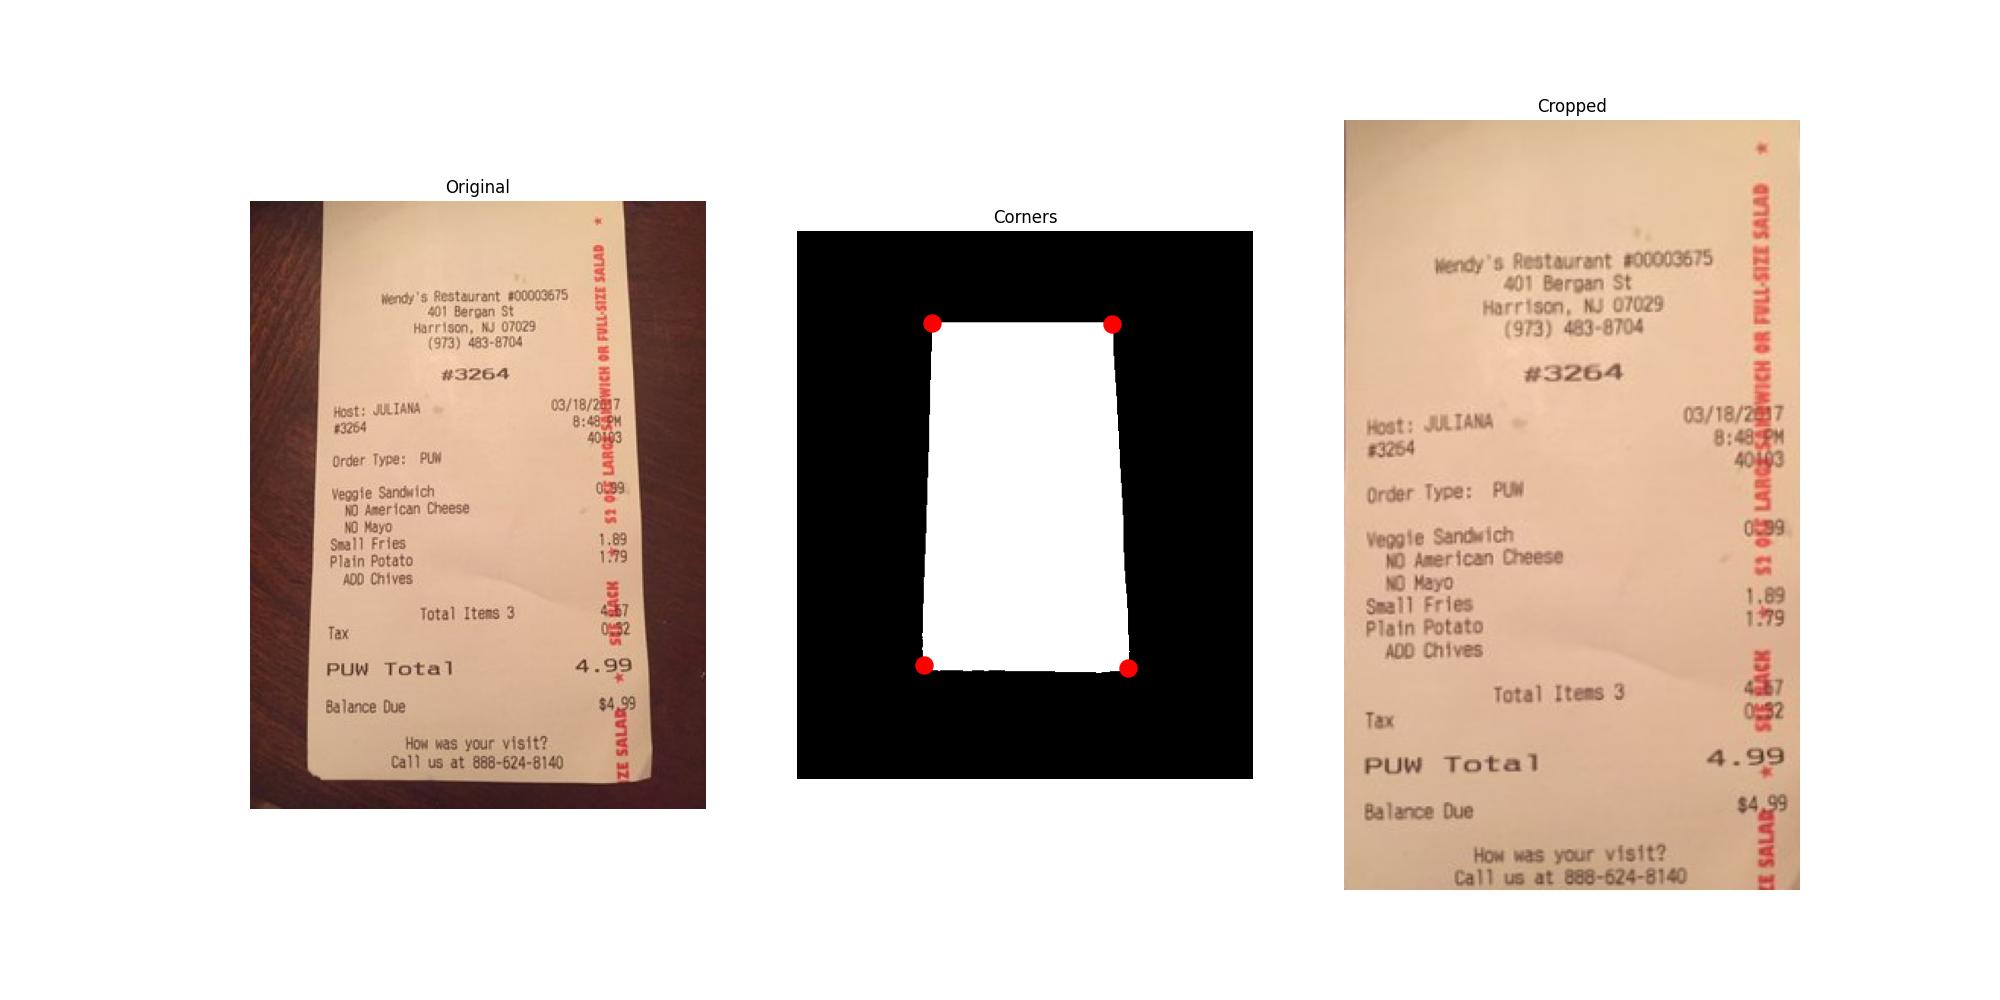 Original
Wendy's Restaurant #00003675
401 Bergan St
Harrison, NJ 07029
(973) 483-8704
#3264
Host: JULIANA 03/18/2017
#3264 8:48 PM
40103
Order Type: PUW
Veggie Sandwich 0.99
NO American Cheese
NO Mayo
Small Fries 1.89
Plain Potato 1.79
ADD Chives
Total Items 3 4.67
Tax 0.32
PUW Total 4.99
Balance Due $4.99
How was your visit?
Call us at 888-624-8140
★ $2 OFF LARGE SANDWICH OR FULL-SIZE SALAD ★
SEE BACK ★
ZE SALAD
Corners
Cropped
Wendy's Restaurant #00003675
401 Bergan St
Harrison, NJ 07029
(973) 483-8704
#3264
Host: JULIANA 03/18/2017
#3264 8:48 PM
40103
Order Type: PUW
Veggie Sandwich 0.99
NO American Cheese
NO Mayo
Small Fries 1.89
Plain Potato 1.79
ADD Chives
Total Items 3 4.67
Tax 0.32
PUW Total 4.99
Balance Due $4.99
How was your visit?
Call us at 888-624-8140
★ $2 OFF LARGE SANDWICH OR FULL-SIZE SALAD ★
SEE BACK ★
ZE SALAD